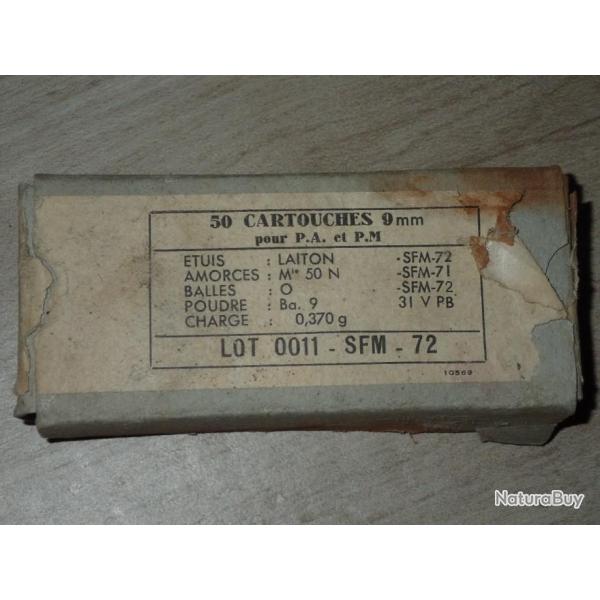 50 CARTOUCHES 9mm
pour P.A. et P.M
ETUIS : LAITON -SFM-72
AMORCES : Mle 50 N -SFM-71
BALLES : O -SFM-72
POUDRE : Ba. 9 31 V PB
CHARGE : 0,370 g
LOT 0011 - SFM - 72
10569
NaturaBuy